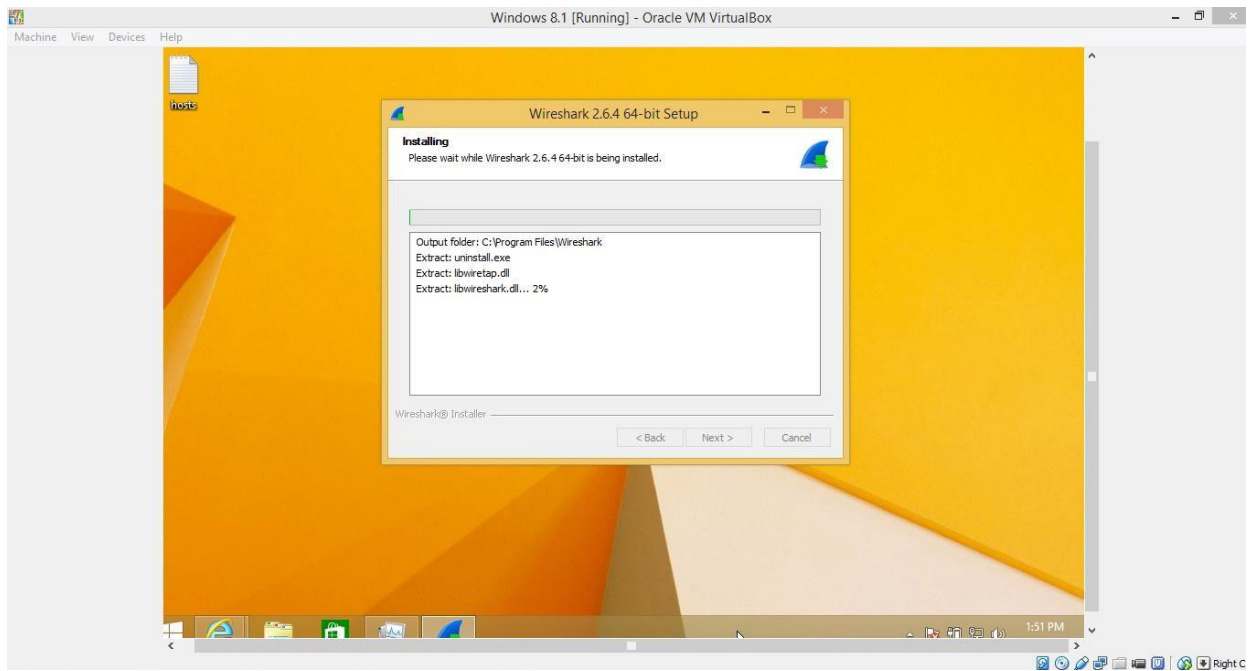 Windows 8.1 [Running] - Oracle VM VirtualBox
Machine View Devices Help
hosts
Wireshark 2.6.4 64-bit Setup
Installing
Please wait while Wireshark 2.6.4 64-bit is being installed.
Output folder: C:\Program Files\Wireshark
Extract: uninstall.exe
Extract: libwiretap.dll
Extract: libwireshark.dll... 2%
Wireshark® Installer
< Back Next > Cancel
1:51 PM
Right C